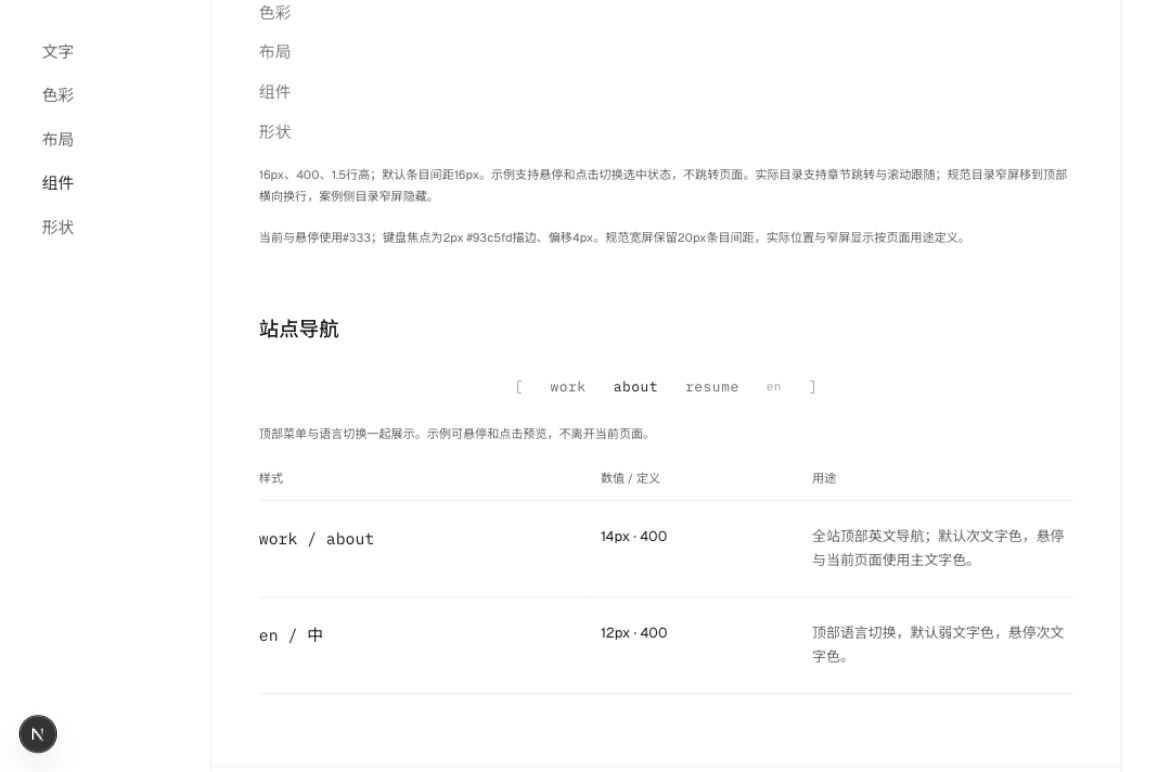 文字
色彩
布局
组件
形状
色彩
布局
组件
形状
16px、400、1.5行高；默认条目间距16px。示例支持悬停和点击切换选中状态，不跳转页面。实际目录支持章节跳转与滚动跟随；规范目录窄屏移到顶部
横向换行，案例侧目录窄屏隐藏。
当前与悬停使用#333；键盘焦点为2px #93c5fd描边、偏移4px。规范宽屏保留20px条目间距，实际位置与窄屏显示按页面用途定义。
站点导航
[ work about resume en ]
顶部菜单与语言切换一起展示。示例可悬停和点击预览，不离开当前页面。
样式 数值 / 定义 用途
work / about 14px · 400 全站顶部英文导航；默认次文字色，悬停
与当前页面使用主文字色。
en / 中 12px · 400 顶部语言切换，默认弱文字色，悬停次文
字色。
N